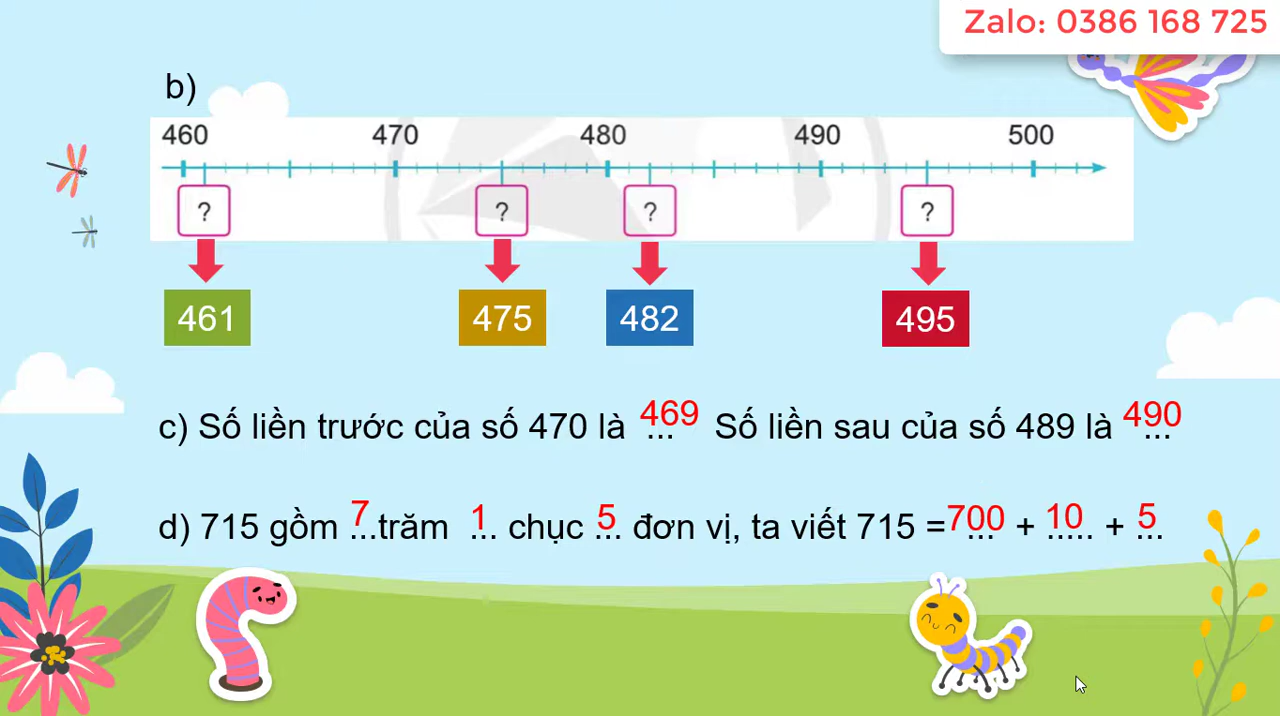 Zalo: 0386 168 725
b)
460 470 480 490 500
? ? ? ?
461 475 482 495
c) Số liền trước của số 470 là 469... Số liền sau của số 489 là 490...
d) 715 gồm 7...trăm 1... chục 5... đơn vị, ta viết 715 =700... + 10..... + 5...